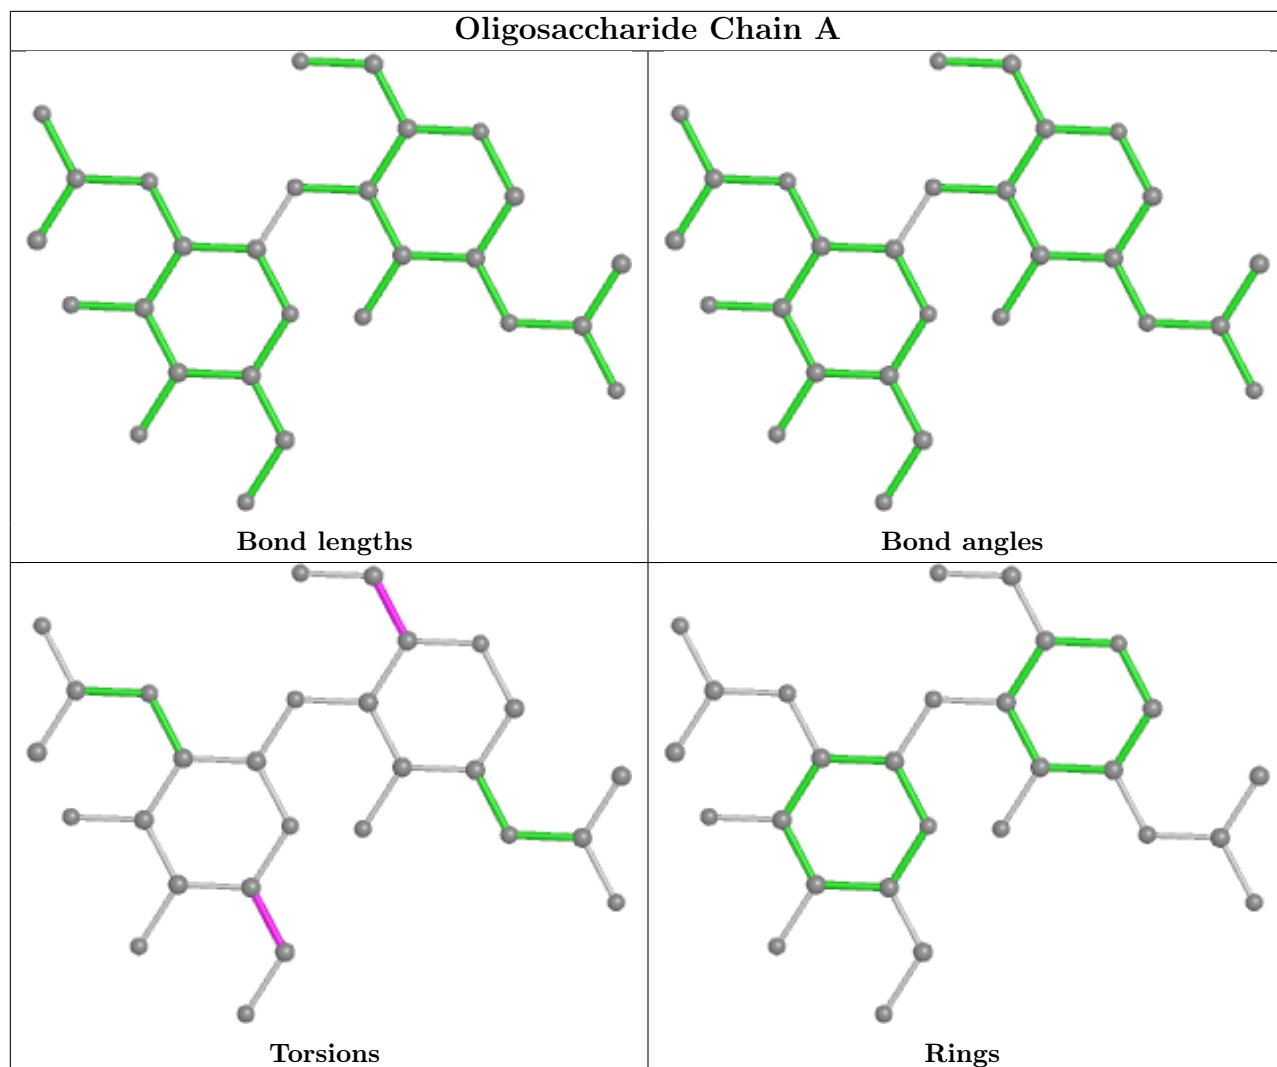 Oligosaccharide Chain A
Bond lengths
Bond angles
Torsions
Rings